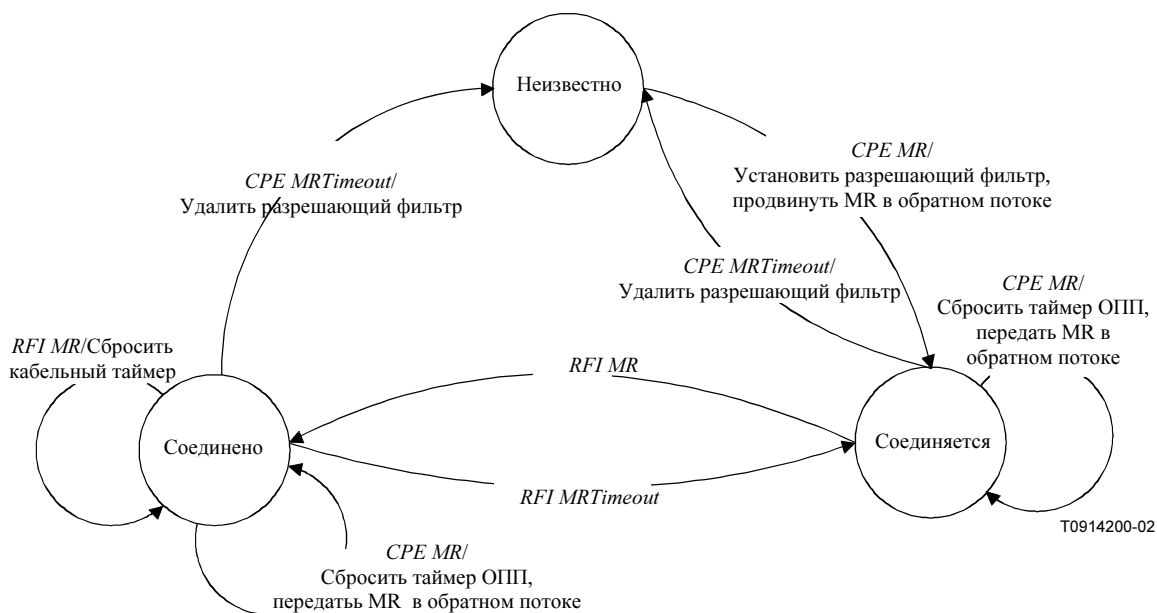 Неизвестно
CPE MRTimeout/
Удалить разрешающий фильтр
CPE MR/
Установить разрешающий фильтр,
продвинуть MR в обратном потоке
CPE MRTimeout/
Удалить разрешающий фильтр
CPE MR/
Сбросить таймер ОПП,
передать MR в
обратном потоке
RFI MR/Сбросить
кабельный таймер
RFI MR
Соединено
Соединяется
RFI MRTimeout
T0914200-02
CPE MR/
Сбросить таймер ОПП,
передатьь MR в обратном потоке